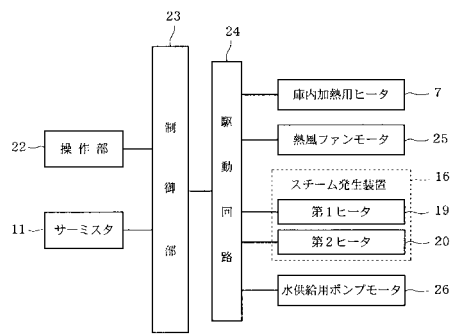 23
24
制御部
駆動回路
庫内加熱用ヒータ
7
熱風ファンモータ
25
22
操作部
スチーム発生装置
16
第1ヒータ
19
11
サーミスタ
第2ヒータ
20
水供給用ポンプモータ
26